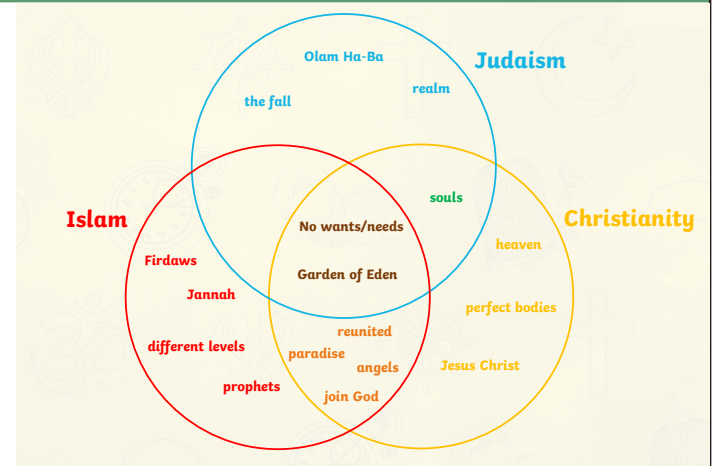 Olam Ha-Ba
Judaism
realm
the fall
souls
Islam
Christianity
No wants/needs
heaven
Firdaws
Garden of Eden
Jannah
perfect bodies
reunited
different levels
paradise
angels
Jesus Christ
prophets
join God